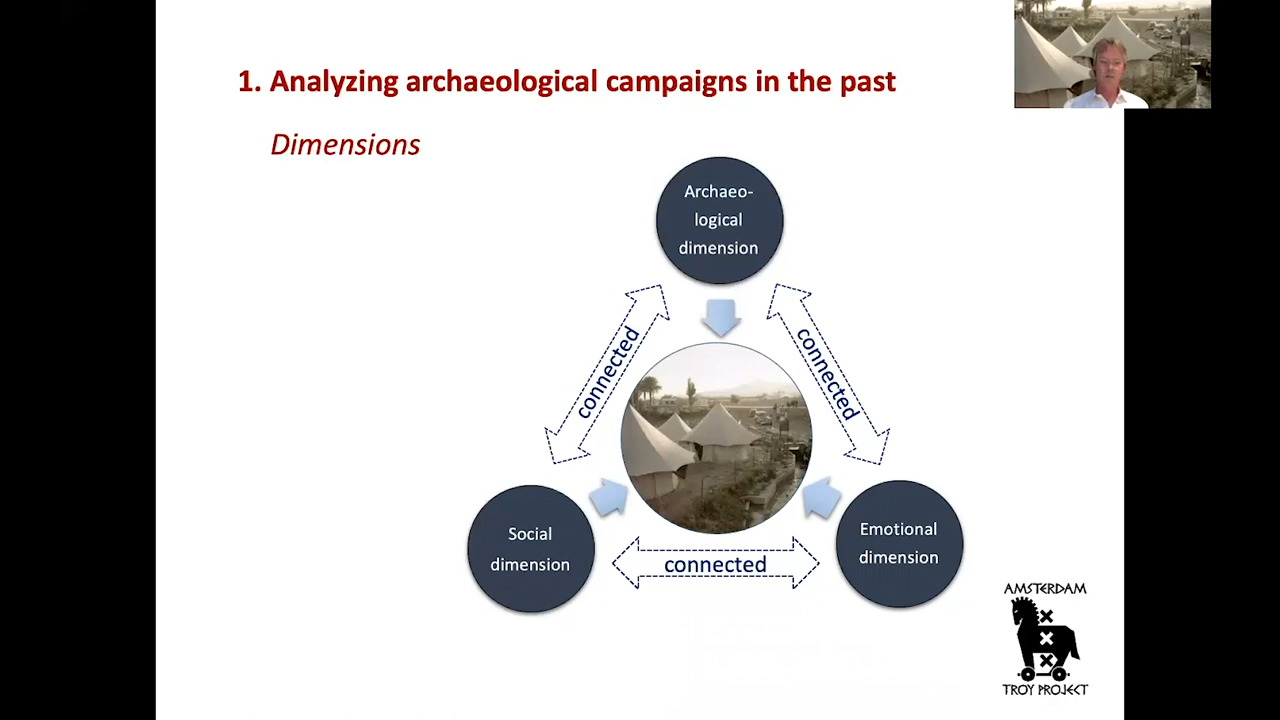 1. Analyzing archaeological campaigns in the past
Dimensions
Archaeo-
logical
dimension
connected
connected
Social
dimension
connected
Emotional
dimension
AMSTERDAM
TROY PROJECT